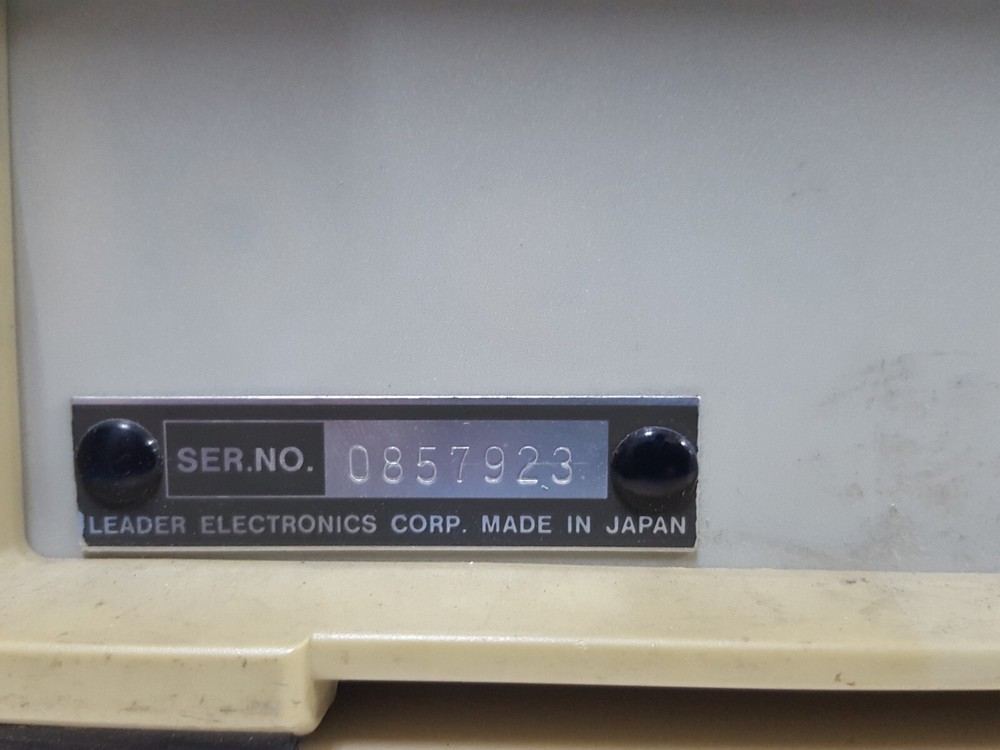 SER.NO. 0857923
LEADER ELECTRONICS CORP. MADE IN JAPAN